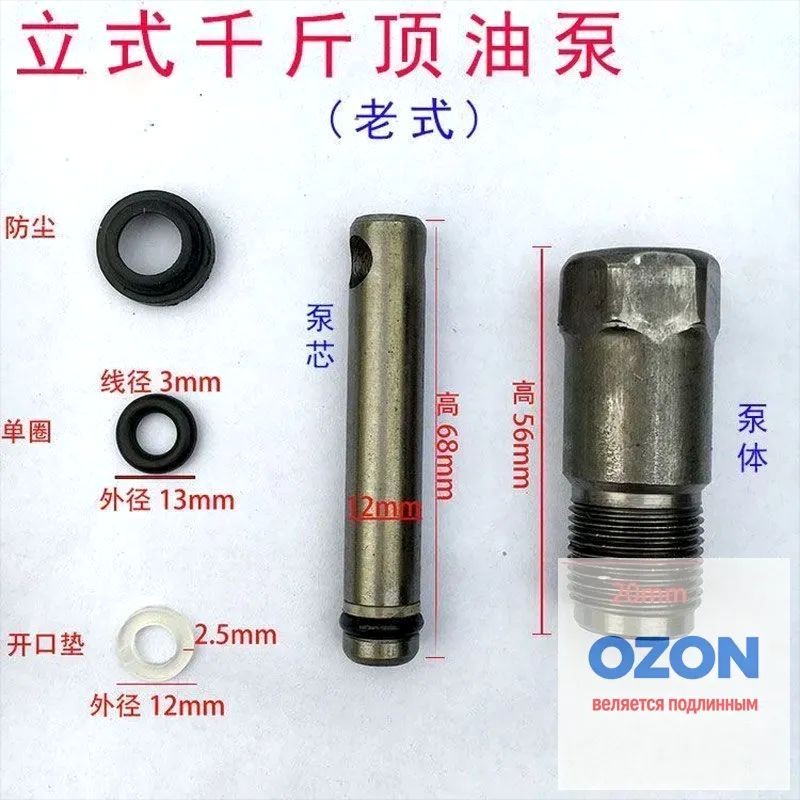 立式千斤顶油泵
（老式）
防尘
线径 3mm
单圈
外径 13mm
开口垫
2.5mm
外径 12mm
泵芯
高 68mm
12mm
高 56mm
泵体
20mm
OZON
веляется подлинным